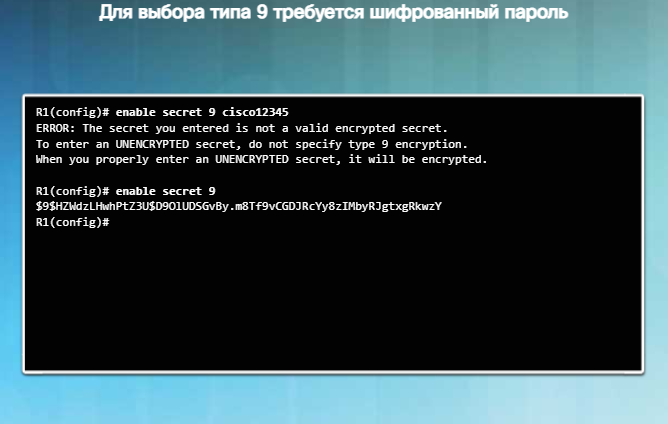 Для выбора типа 9 требуется шифрованный пароль
R1(config)# enable secret 9 cisco12345
ERROR: The secret you entered is not a valid encrypted secret.
To enter an UNENCRYPTED secret, do not specify type 9 encryption.
When you properly enter an UNENCRYPTED secret, it will be encrypted.
R1(config)# enable secret 9
$9$HZWdzLHwhPtZ3U$D9OlUDSGvBy.m8Tf9vCGDJRcYy8zIMbyRJgtxgRkwzY
R1(config)#